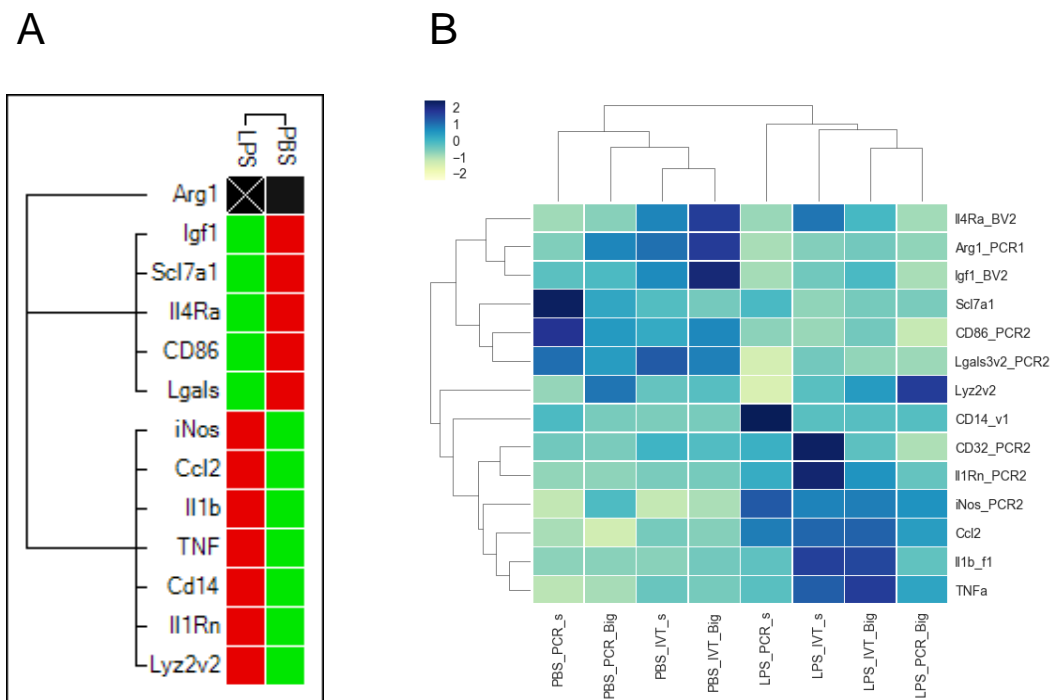 A
B
LPS
PBS
Arg1
Igf1
Scl7a1
Il4Ra
CD86
Lgals
iNos
Ccl2
Il1b
TNF
Cd14
Il1Rn
Lyz2v2
2
1
0
−1
−2
Il4Ra_BV2
Arg1_PCR1
Igf1_BV2
Scl7a1
CD86_PCR2
Lgals3v2_PCR2
Lyz2v2
CD14_v1
CD32_PCR2
Il1Rn_PCR2
iNos_PCR2
Ccl2
Il1b_f1
TNFa
PBS_PCR_s
PBS_PCR_Big
PBS_IVT_s
PBS_IVT_Big
LPS_PCR_s
LPS_IVT_s
LPS_IVT_Big
LPS_PCR_Big